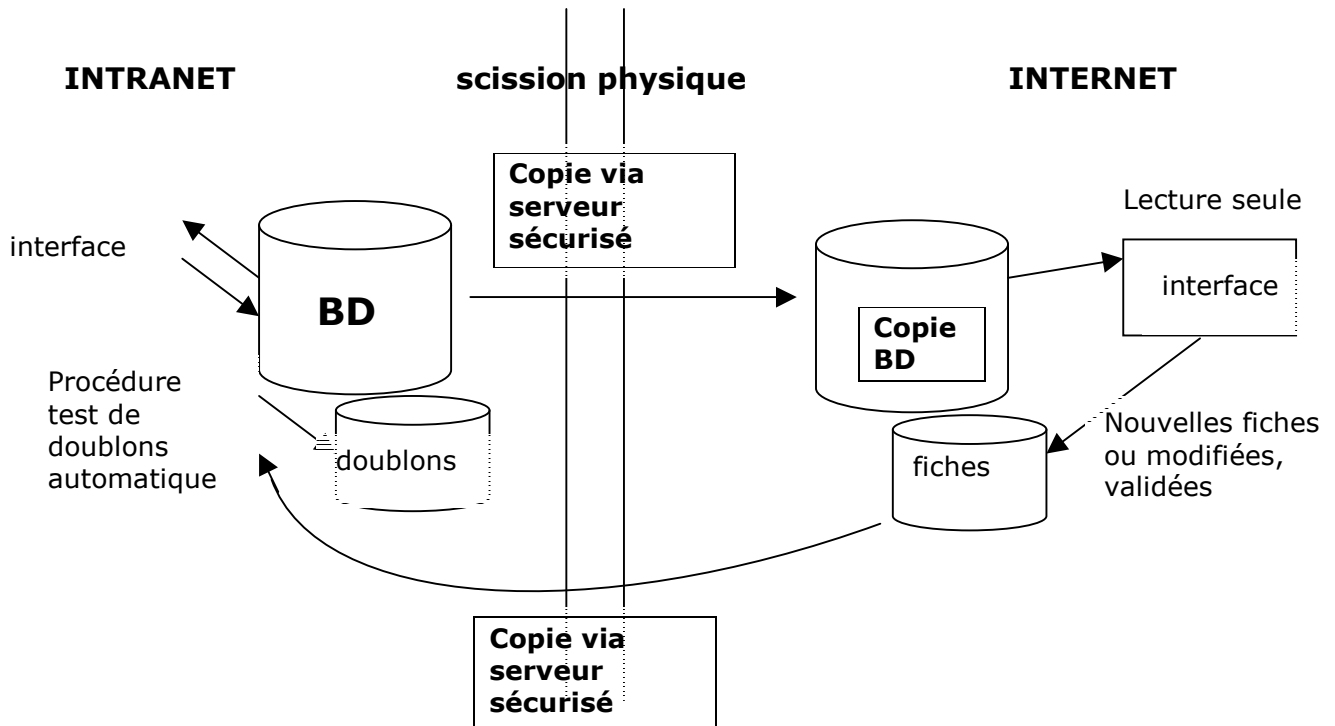 INTRANET
scission physique
INTERNET
Copie via
serveur
sécurisé
Lecture seule
interface
interface
BD
Copie
BD
Procédure
test de
doublons
automatique
doublons
fiches
Nouvelles fiches
ou modifiées,
validées
Copie via
serveur
sécurisé